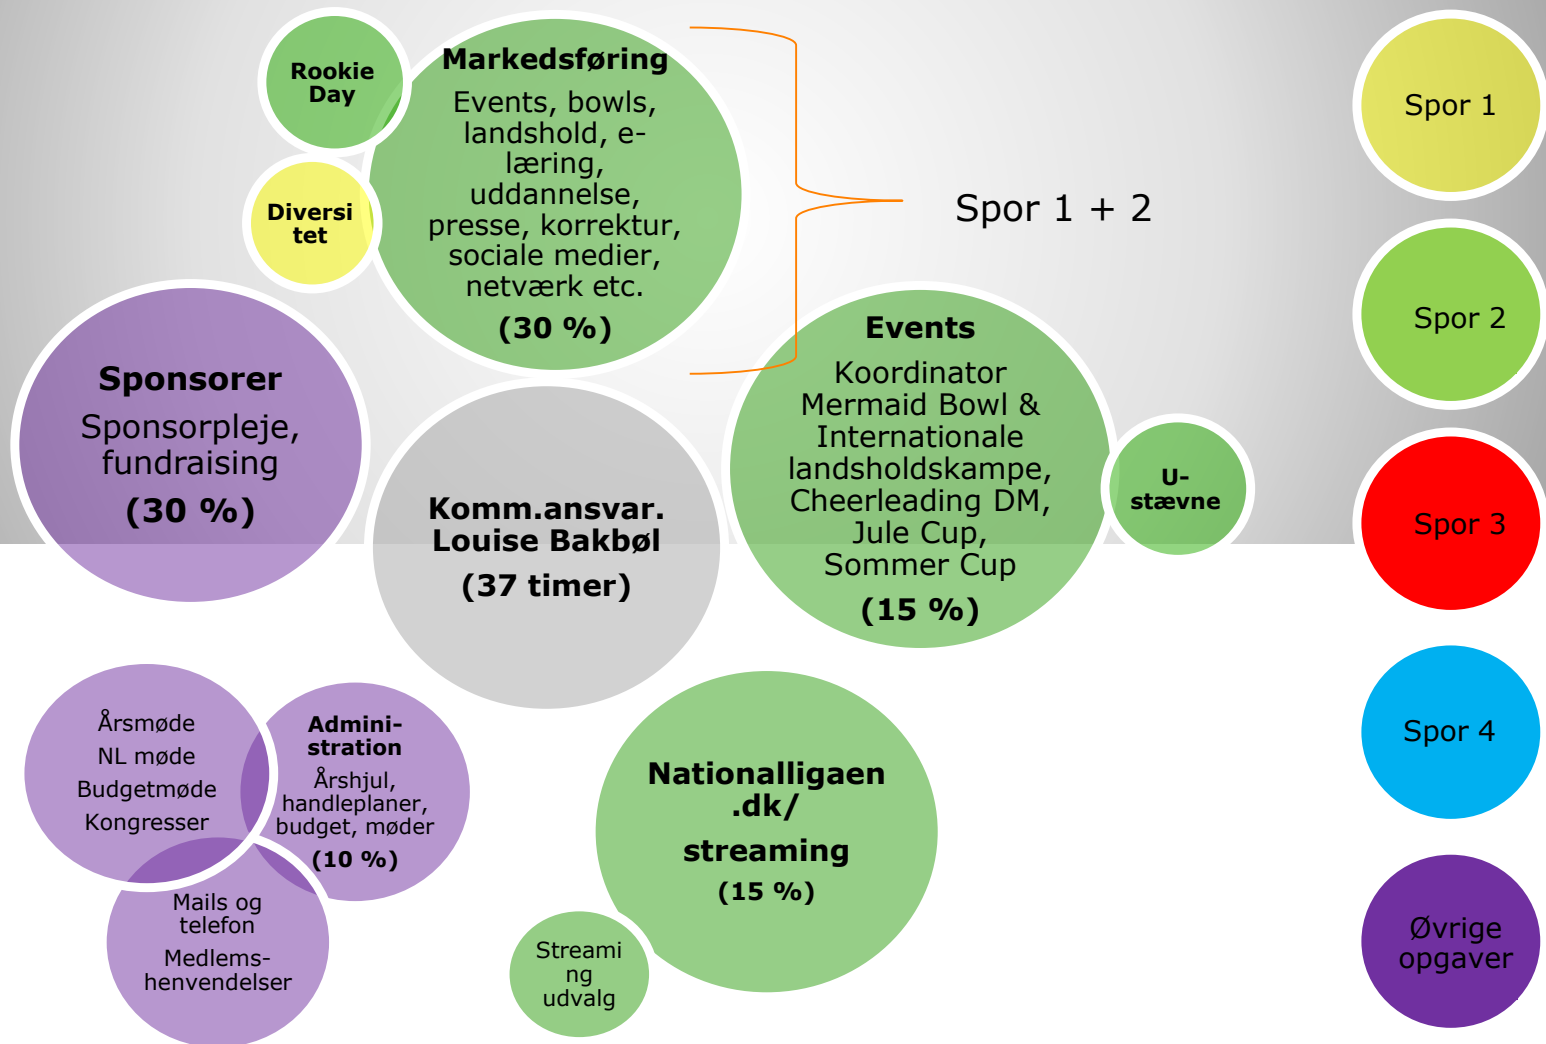 Rookie
Day
Markedsføring
Events, bowls,
landshold, e-
læring,
uddannelse,
presse, korrektur,
sociale medier,
netværk etc.
(30 %)
Diversi
tet
Spor 1 + 2
Sponsorer
Sponsorpleje,
fundraising
(30 %)
Komm.ansvar.
Louise Bakbøl
(37 timer)
Events
Koordinator
Mermaid Bowl &
Internationale
landsholdskampe,
Cheerleading DM,
Jule Cup,
Sommer Cup
(15 %)
U-
stævne
Årsmøde
NL møde
Budgetmøde
Kongresser
Admini-
stration
Årshjul,
handleplaner,
budget, møder
(10 %)
Mails og
telefon
Medlems-
henvendelser
Nationalligaen
.dk/
streaming
(15 %)
Streami
ng
udvalg
Spor 1
Spor 2
Spor 3
Spor 4
Øvrige
opgaver